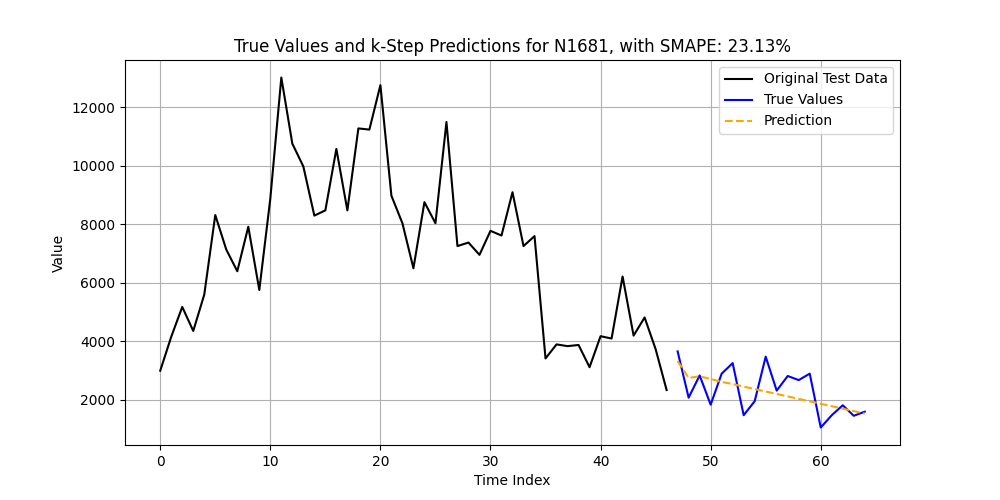 True Values and k-Step Predictions for N1681, with SMAPE: 23.13%
Original Test Data
True Values
Prediction
12000
10000
8000
6000
4000
2000
Value
0
10
20
30
40
50
60
Time Index